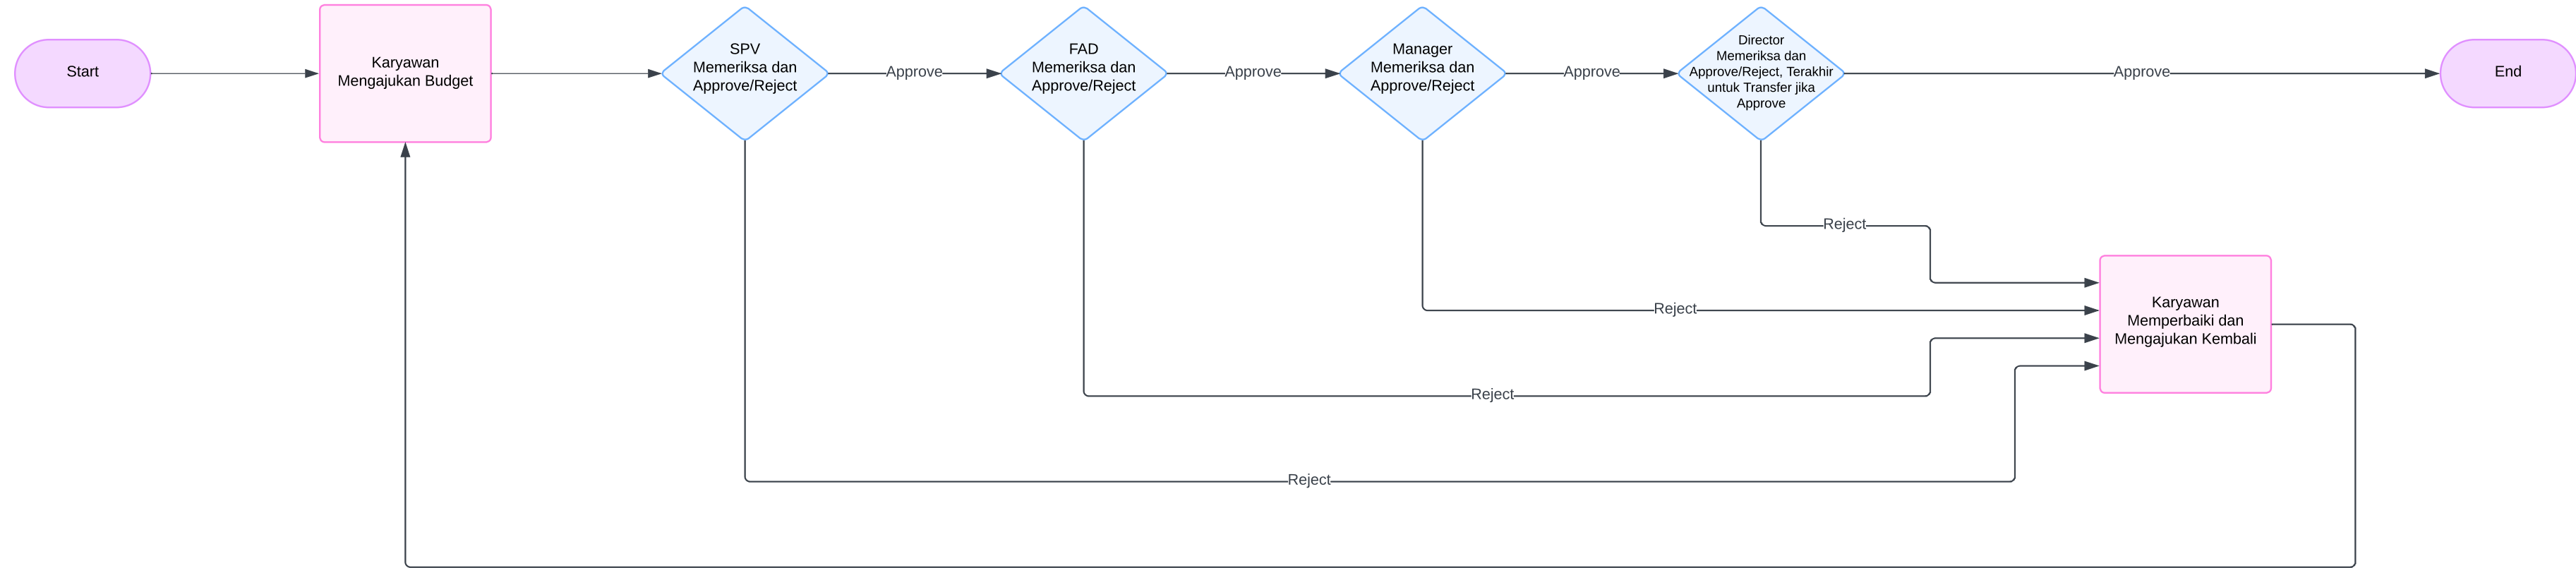 Start
Karyawan
Mengajukan Budget
SPV
Memeriksa dan
Approve/Reject
Approve
FAD
Memeriksa dan
Approve/Reject
Approve
Manager
Memeriksa dan
Approve/Reject
Approve
Director
Memeriksa dan
Approve/Reject, Terakhir
untuk Transfer jika
Approve
Approve
End
Reject
Reject
Reject
Reject
Karyawan
Memperbaiki dan
Mengajukan Kembali